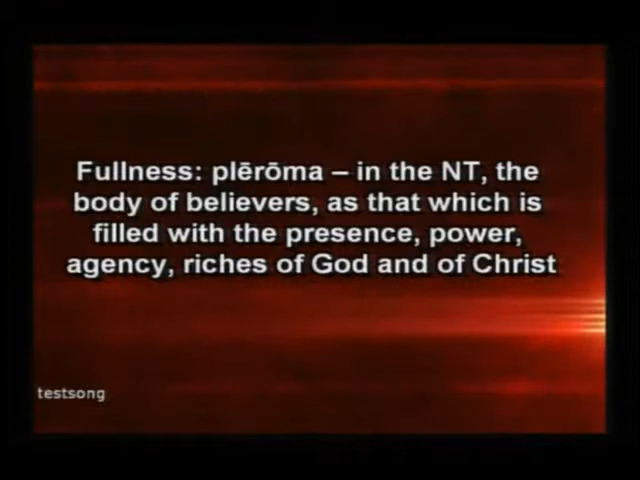 Fullness: plērōma – in the NT, the
body of believers, as that which is
filled with the presence, power,
agency, riches of God and of Christ
testsong